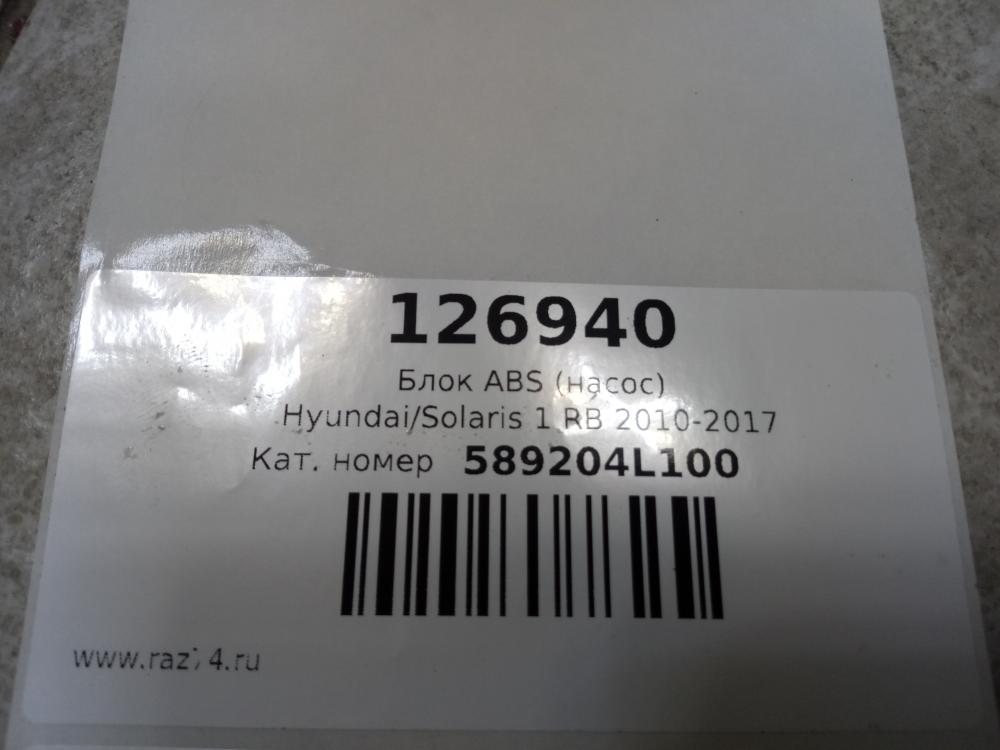 126940
Блок ABS (насос)
Hyundai/Solaris 1 RB 2010-2017
Кат. номер 589204L100